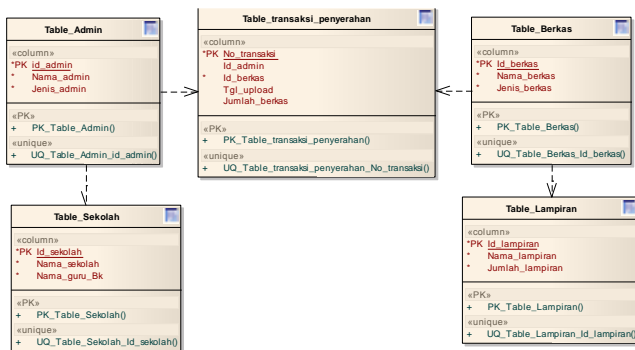 Table_Admin
«column»
*PK id_admin
* Nama_admin
* Jenis_admin
«PK»
+ PK_Table_Admin()
«unique»
+ UQ_Table_Admin_id_admin()
Table_transaksi_penyerahan
«column»
*PK No_transaksi
Id_admin
* Id_berkas
Tgl_upload
Jumlah_berkas
«PK»
+ PK_Table_transaksi_penyerahan()
«unique»
+ UQ_Table_transaksi_penyerahan_No_transaksi()
Table_Berkas
«column»
*PK Id_berkas
* Nama_berkas
* Jenis_berkas
«PK»
+ PK_Table_Berkas()
«unique»
+ UQ_Table_Berkas_Id_berkas()
Table_Sekolah
«column»
*PK Id_sekolah
* Nama_sekolah
* Nama_guru_Bk
«PK»
+ PK_Table_Sekolah()
«unique»
+ UQ_Table_Sekolah_Id_sekolah()
Table_Lampiran
«column»
*PK Id_lampiran
* Nama_lampiran
* Jumlah_lampiran
«PK»
+ PK_Table_Lampiran()
«unique»
+ UQ_Table_Lampiran_Id_lampiran()